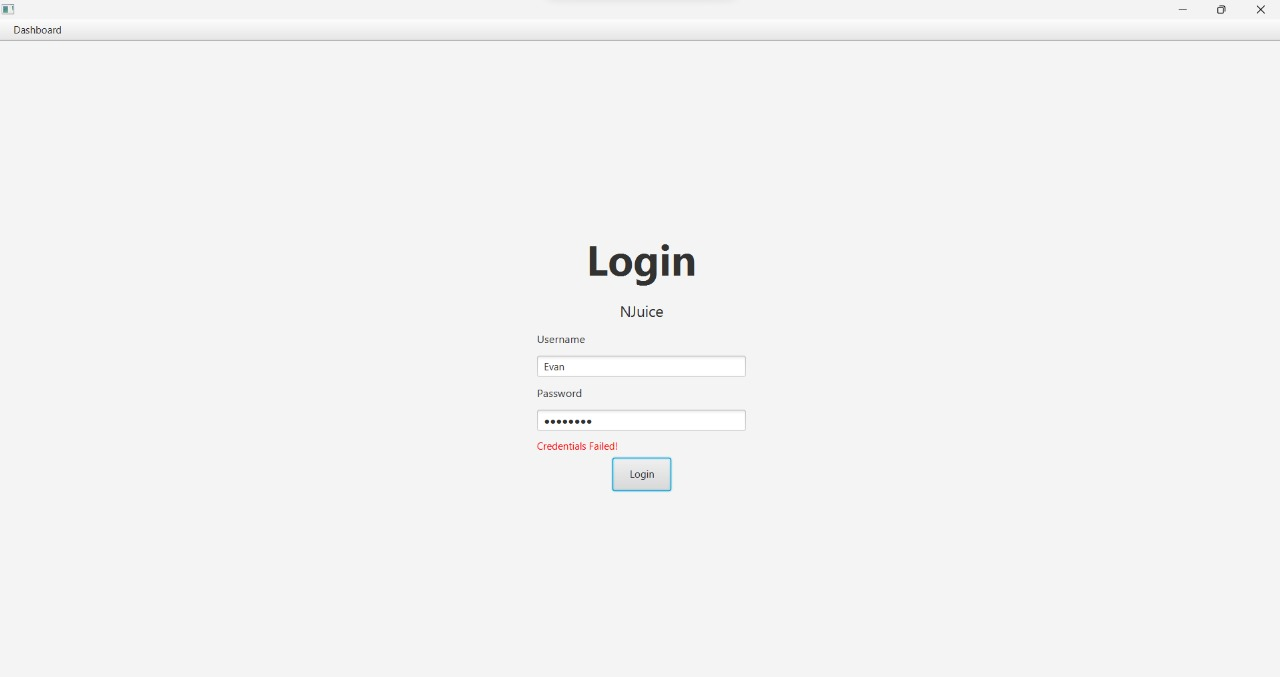 Dashboard
Login
NJuice
Username
Evan
Password
••••••••
Credentials Failed!
Login